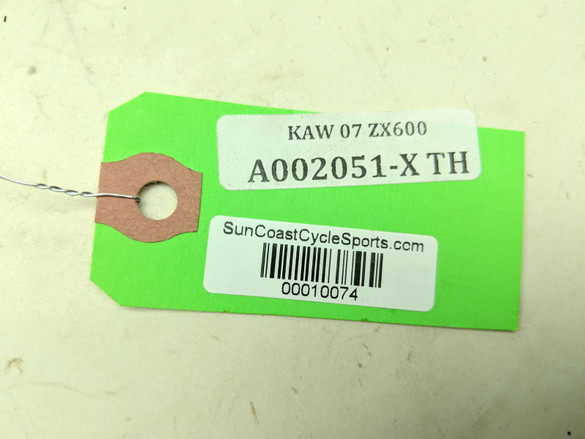 KAW 07 ZX600
A002051-X TH
SunCoastCycleSports.com
00010074